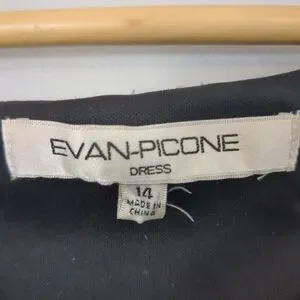 EVAN-PICONE
DRESS
14
MADE IN
CHINA